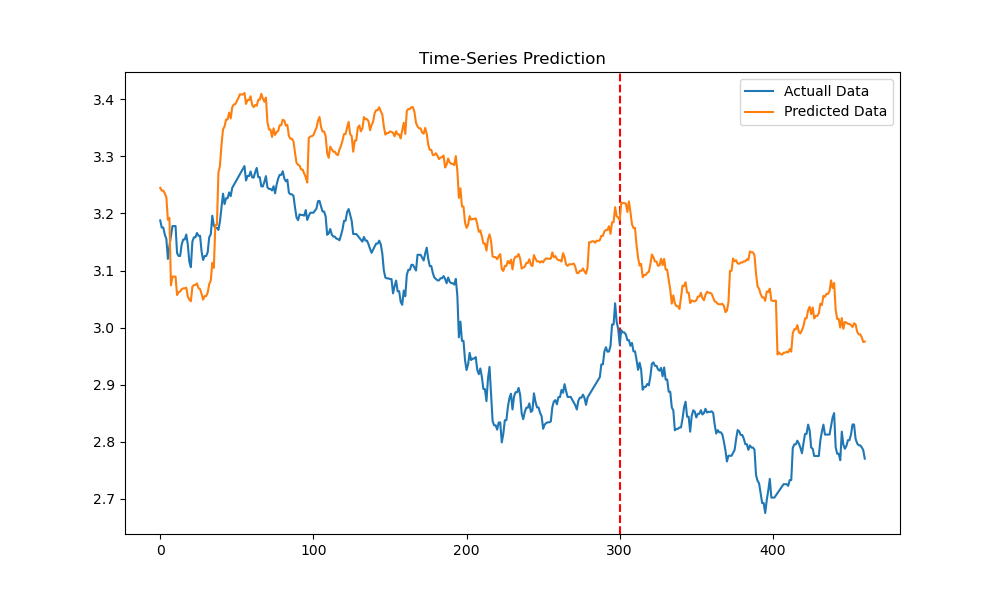 Time-Series Prediction
Actuall Data
Predicted Data
3.4
3.3
3.2
3.1
3.0
2.9
2.8
2.7
0 100 200 300 400